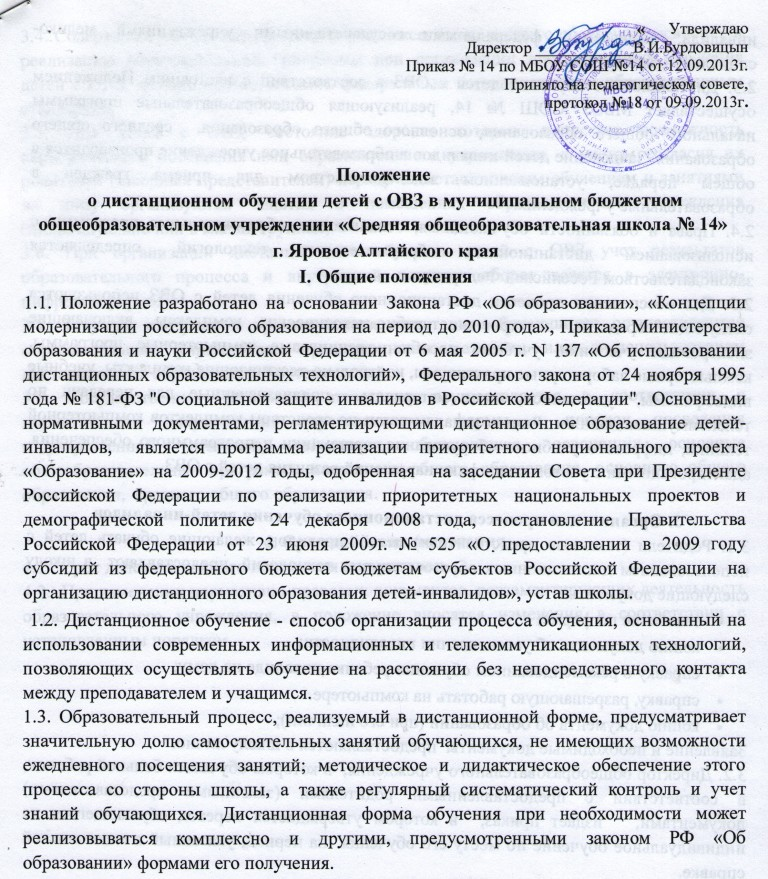 « Утверждаю
Директор В.И.Бурдовицын
Приказ № 14 по МБОУ СОШ №14 от 12.09.2013г.
Принято на педагогическом совете,
протокол №18 от 09.09.2013г.
Положение
о дистанционном обучении детей с ОВЗ в муниципальном бюджетном
общеобразовательном учреждении «Средняя общеобразовательная школа № 14»
г. Яровое Алтайского края
I. Общие положения
1.1. Положение разработано на основании Закона РФ «Об образовании», «Концепции
модернизации российского образования на период до 2010 года», Приказа Министерства
образования и науки Российской Федерации от 6 мая 2005 г. N 137 «Об использовании
дистанционных образовательных технологий», Федерального закона от 24 ноября 1995
года № 181-ФЗ "О социальной защите инвалидов в Российской Федерации". Основными
нормативными документами, регламентирующими дистанционное образование детей-
инвалидов, является программа реализации приоритетного национального проекта
«Образование» на 2009-2012 годы, одобренная на заседании Совета при Президенте
Российской Федерации по реализации приоритетных национальных проектов и
демографической политике 24 декабря 2008 года, постановление Правительства
Российской Федерации от 23 июня 2009г. № 525 «О предоставлении в 2009 году
субсидий из федерального бюджета бюджетам субъектов Российской Федерации на
организацию дистанционного образования детей-инвалидов», устав школы.
1.2. Дистанционное обучение - способ организации процесса обучения, основанный на
использовании современных информационных и телекоммуникационных технологий,
позволяющих осуществлять обучение на расстоянии без непосредственного контакта
между преподавателем и учащимся.
1.3. Образовательный процесс, реализуемый в дистанционной форме, предусматривает
значительную долю самостоятельных занятий обучающихся, не имеющих возможности
ежедневного посещения занятий; методическое и дидактическое обеспечение этого
процесса со стороны школы, а также регулярный систематический контроль и учет
знаний обучающихся. Дистанционная форма обучения при необходимости может
реализовываться комплексно и другими, предусмотренными законом РФ «Об
образовании» формами его получения.